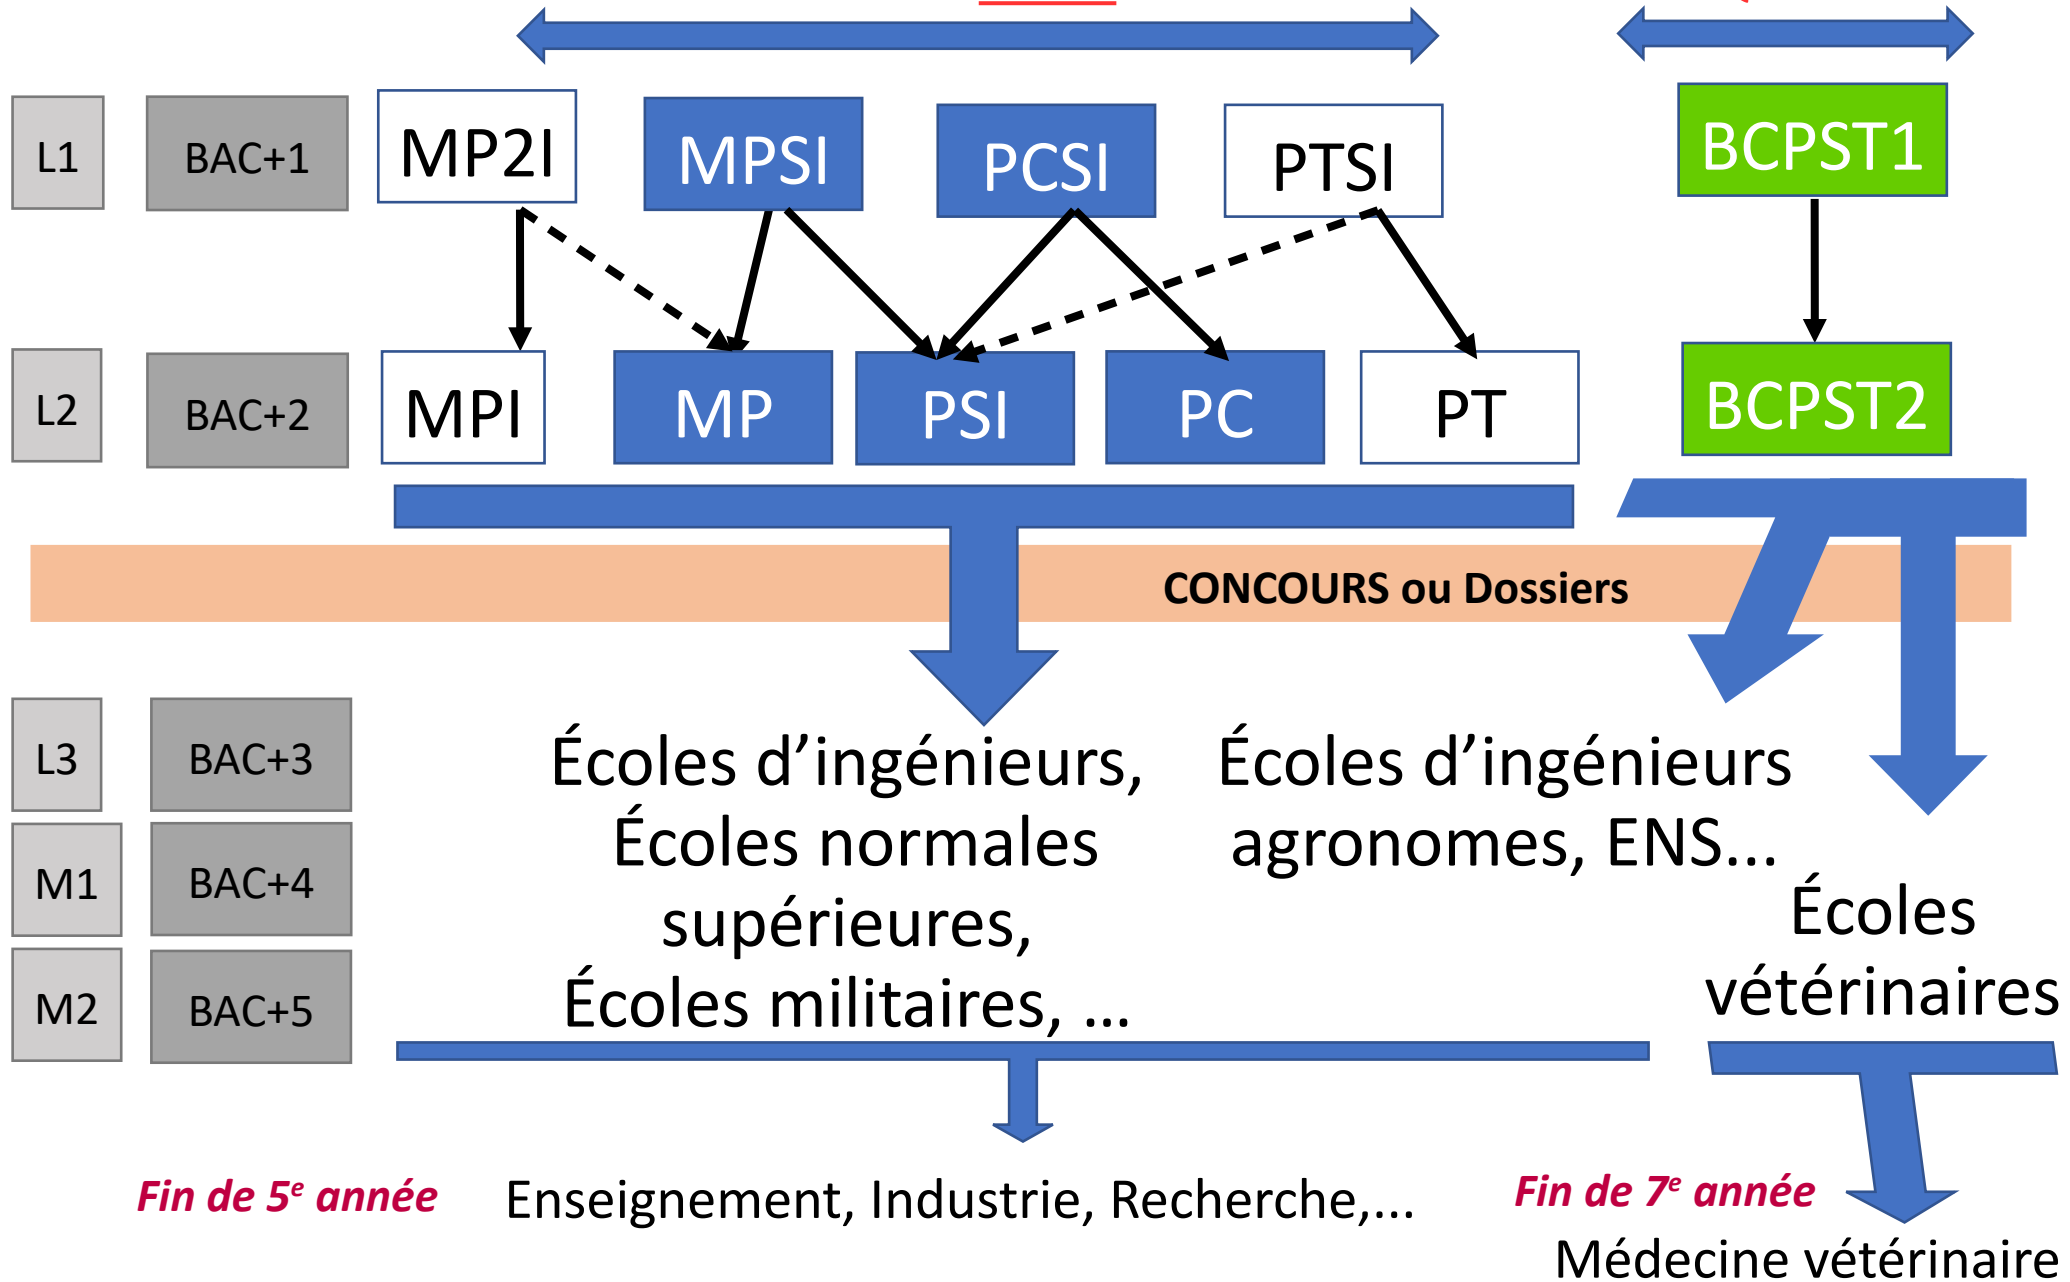 L1 BAC+1 MP2I MPSI PCSI PTSI BCPST1
L2 BAC+2 MPI MP PSI PC PT BCPST2
CONCOURS ou Dossiers
L3 BAC+3
M1 BAC+4
M2 BAC+5
Écoles d’ingénieurs,
Écoles normales
supérieures,
Écoles militaires, ...
Écoles d’ingénieurs
agronomes, ENS...
Écoles
vétérinaires
Fin de 5e année
Enseignement, Industrie, Recherche,...
Fin de 7e année
Médecine vétérinaire